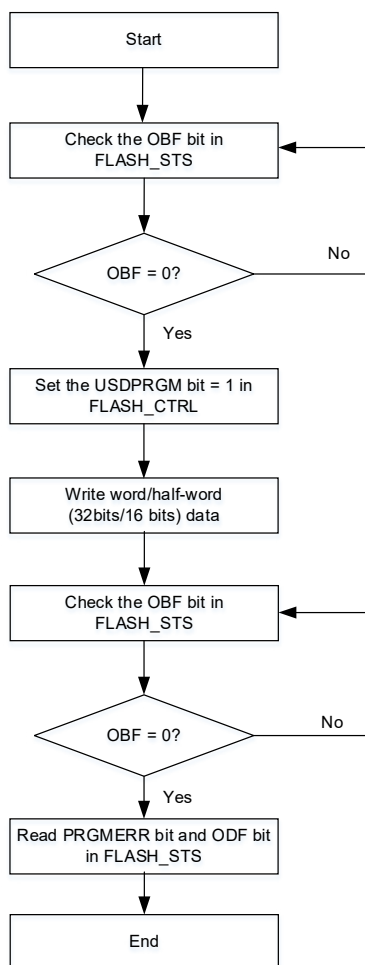 Start
Check the OBF bit in
FLASH_STS
OBF = 0?
No
Yes
Set the USDPRGM bit = 1 in
FLASH_CTRL
Write word/half-word
(32bits/16 bits) data
Check the OBF bit in
FLASH_STS
OBF = 0?
No
Yes
Read PRGMERR bit and ODF bit
in FLASH_STS
End